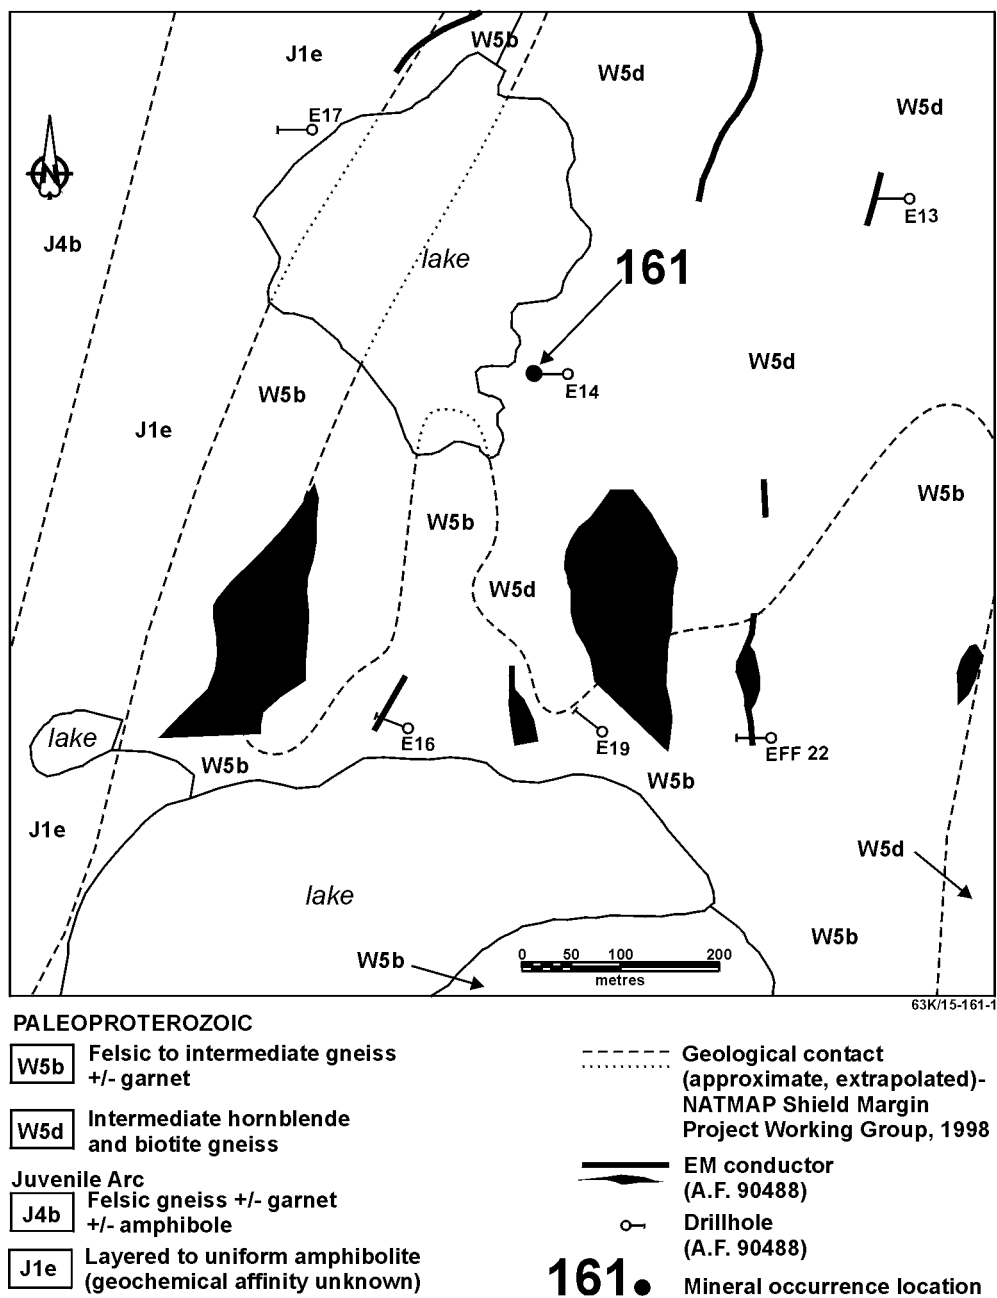 W5b
J1e
W5d
W5d
E17
N
E13
J4b
lake
161
W5d
E14
W5b
J1e
W5b
W5b
W5d
lake
E16
E19
EFF 22
W5b
W5b
J1e
W5d
lake
W5b
W5b
0 50 100 200
metres
63K/15-161-1
PALEOPROTEROZOIC
W5b Felsic to intermediate gneiss
+/- garnet
W5d Intermediate hornblende
and biotite gneiss
Juvenile Arc
J4b Felsic gneiss +/- garnet
+/- amphibole
J1e Layered to uniform amphibolite
(geochemical affinity unknown)
Geological contact
(approximate, extrapolated)-
NATMAP Shield Margin
Project Working Group, 1998
EM conductor
(A.F. 90488)
Drillhole
(A.F. 90488)
161 Mineral occurrence location